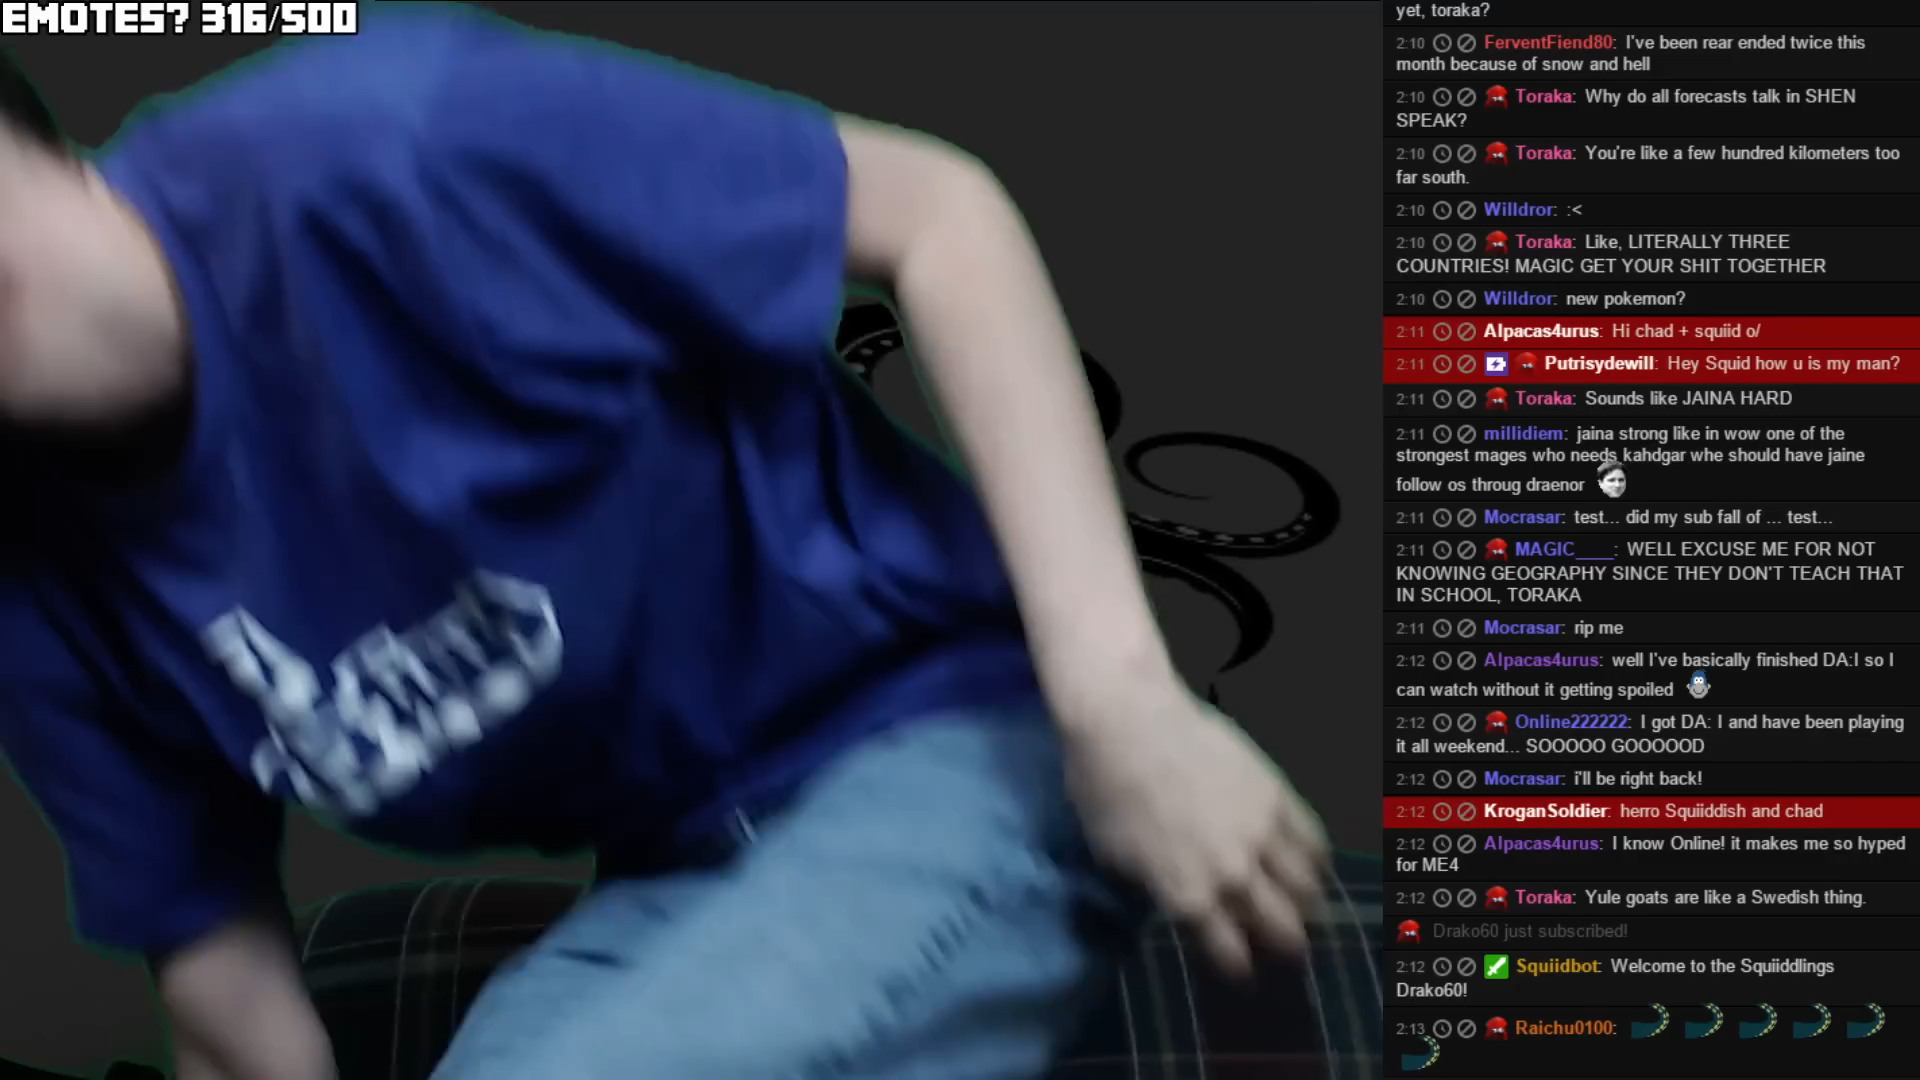 EMOTES? 316/500
yet, toraka?
2:10 FerventFiend80: I've been rear ended twice this
month because of snow and hell
2:10 Toraka: Why do all forecasts talk in SHEN
SPEAK?
2:10 Toraka: You're like a few hundred kilometers too
far south.
2:10 Willdror: :<
2:10 Toraka: Like, LITERALLY THREE
COUNTRIES! MAGIC GET YOUR SHIT TOGETHER
2:10 Willdror: new pokemon?
2:11 Alpacas4urus: Hi chad + squiid o/
2:11 Putrisydewill: Hey Squid how u is my man?
2:11 Toraka: Sounds like JAINA HARD
2:11 millidiem: jaina strong like in wow one of the
strongest mages who needs kahdgar whe should have jaine
follow os throug draenor
2:11 Mocrasar: test... did my sub fall of ... test...
2:11 MAGIC____: WELL EXCUSE ME FOR NOT
KNOWING GEOGRAPHY SINCE THEY DON'T TEACH THAT
IN SCHOOL, TORAKA
2:11 Mocrasar: rip me
2:12 Alpacas4urus: well I've basically finished DA:I so I
can watch without it getting spoiled
2:12 Online222222: I got DA: I and have been playing
it all weekend... SOOOOO GOOOOOD
2:12 Mocrasar: i'll be right back!
2:12 KroganSoldier: herro Squiiddish and chad
2:12 Alpacas4urus: I know Online! it makes me so hyped
for ME4
2:12 Toraka: Yule goats are like a Swedish thing.
Drako60 just subscribed!
2:12 Squiidbot: Welcome to the Squiiddlings
Drako60!
2:13 Raichu0100: